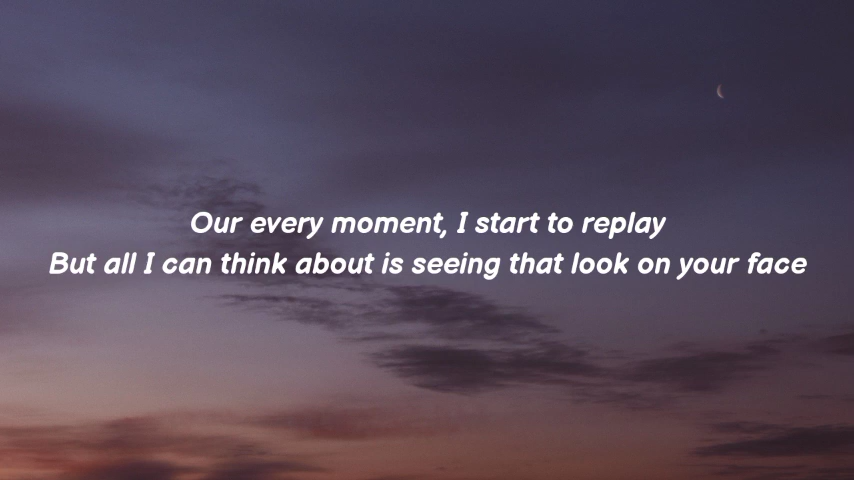 Our every moment, I start to replay
But all I can think about is seeing that look on your face